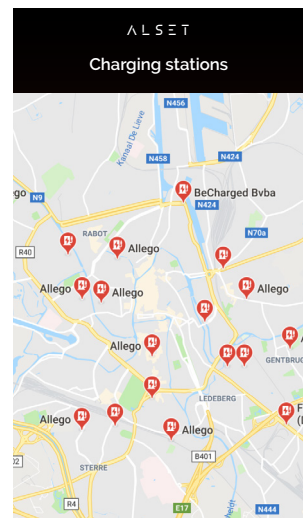 ALSET
Charging stations
N456
Kanaal De Lieve
N458
N424
BeCharged Bvba
N9
N424
RABOT
Allego
N70a
R40
Allego
Allego
Allego
Allego
GENTBRUG
LEDEBERG
Allego
Allego
STERRE
B401
R4
E17
N444